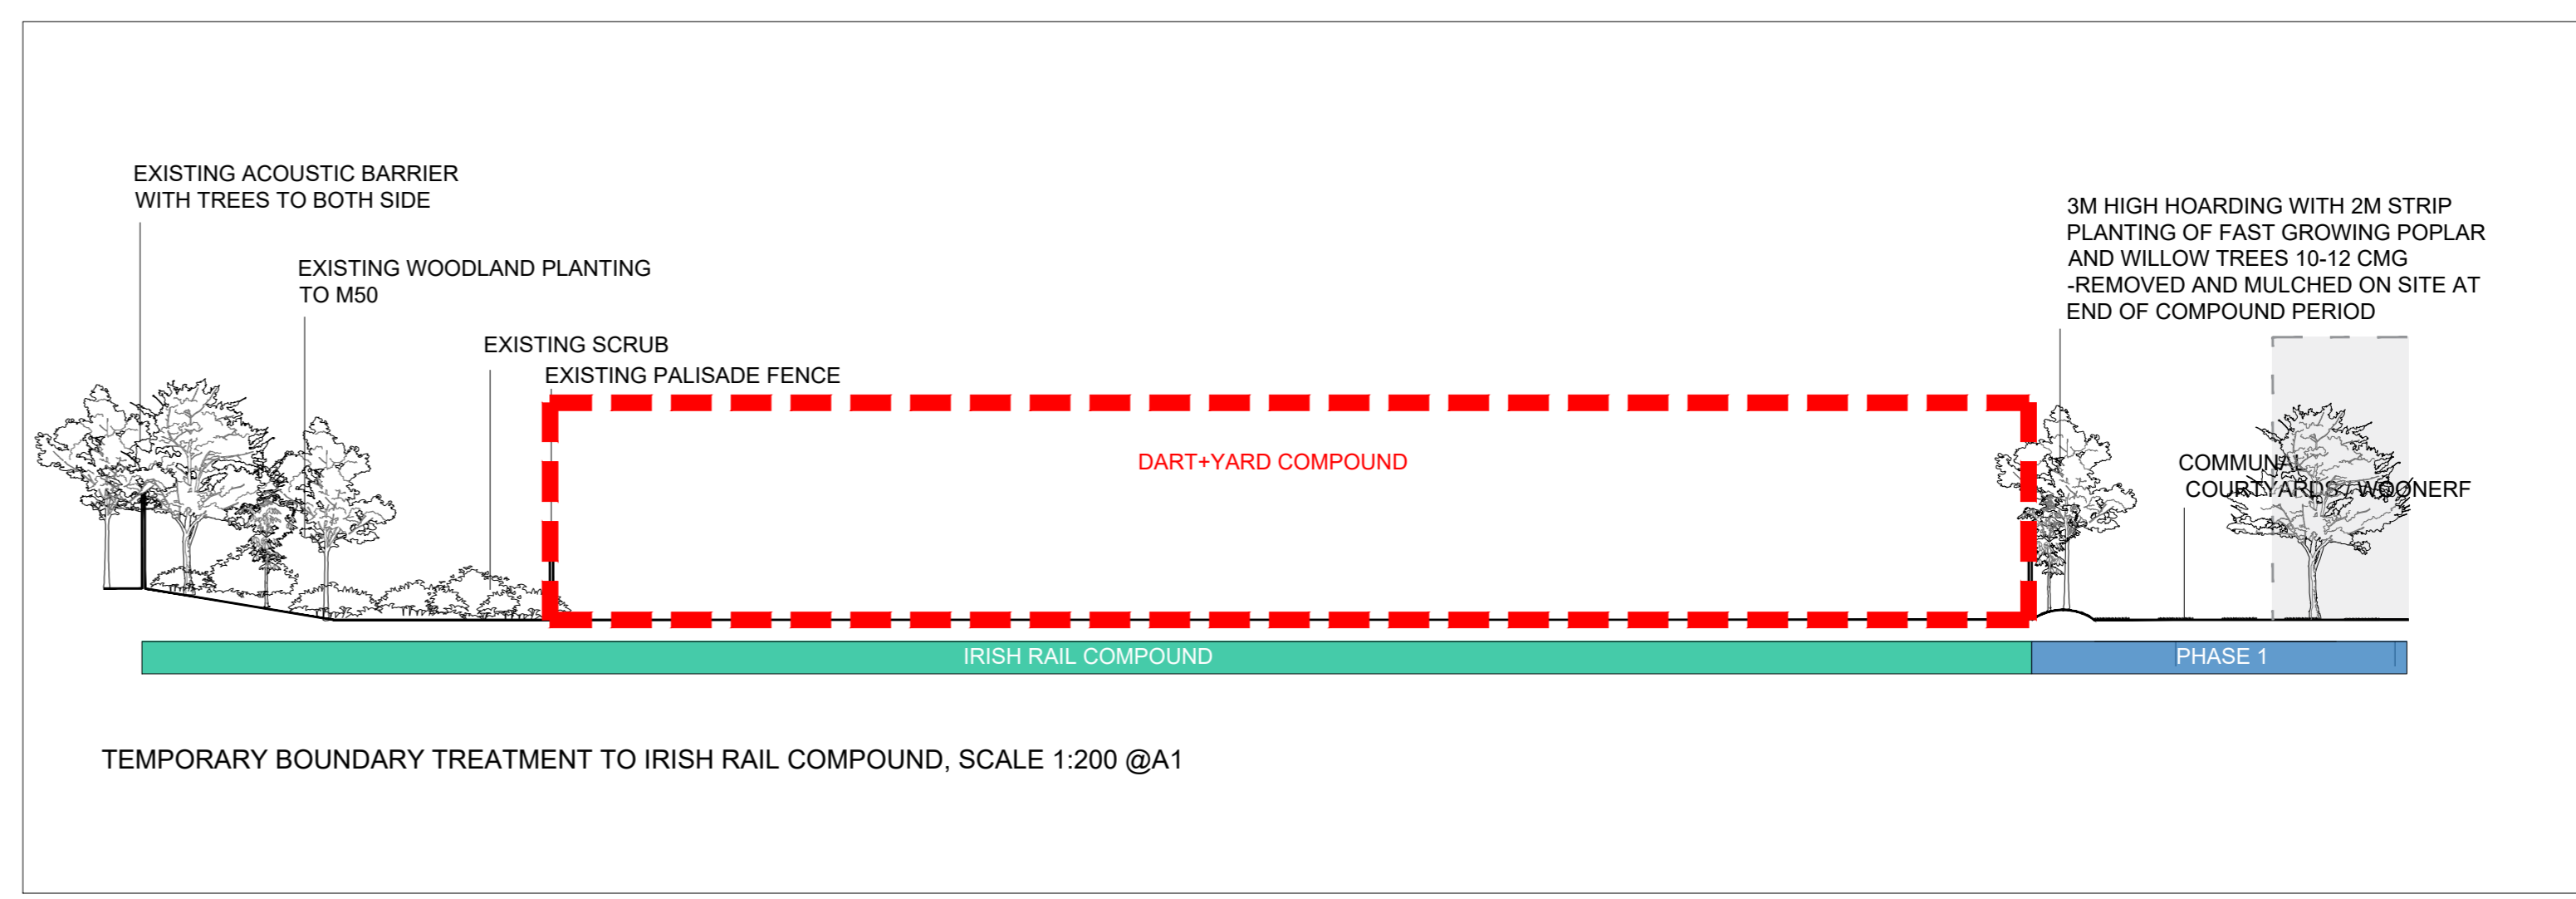 EXISTING ACOUSTIC BARRIER
WITH TREES TO BOTH SIDE
EXISTING WOODLAND PLANTING
TO M50
EXISTING SCRUB
EXISTING PALISADE FENCE
3M HIGH HOARDING WITH 2M STRIP
PLANTING OF FAST GROWING POPLAR
AND WILLOW TREES 10-12 CMG
-REMOVED AND MULCHED ON SITE AT
END OF COMPOUND PERIOD
DART+YARD COMPOUND
COMMUNAL
COURTYARDS / WOONERF
IRISH RAIL COMPOUND
PHASE 1
TEMPORARY BOUNDARY TREATMENT TO IRISH RAIL COMPOUND, SCALE 1:200 @A1